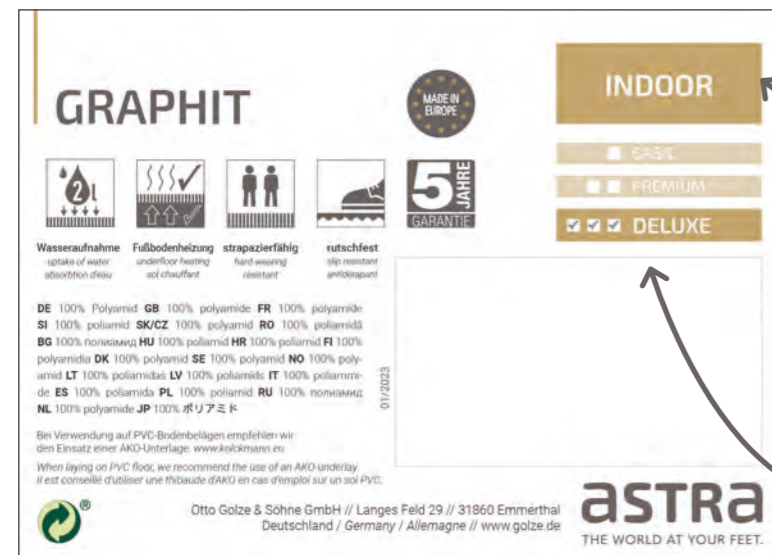 GRAPHIT
MADE IN
EUROPE
INDOOR
BASIC
PREMIUM
DELUXE
2 l
5 JAHRE
GARANTIE
Wasseraufnahme
uptake of water
absorbtion d'eau
Fußbodenheizung
underfloor heating
sol chauffant
strapazierfähig
hard wearing
résistant
rutschfest
slip resistant
antidérapant
DE 100% Polyamid GB 100% polyamide FR 100% polyamide
SI 100% poliamid SK/CZ 100% polyamid RO 100% poliamidă
BG 100% полиамид HU 100% poliamid HR 100% poliamid FI 100%
polyamidia DK 100% polyamid SE 100% polyamid NO 100% poly-
amid LT 100% poliamidas LV 100% poliamīds IT 100% poliammi-
de ES 100% poliamida PL 100% poliamid RU 100% полиамид
NL 100% polyamide JP 100% ポリアミド
01/2023
Bei Verwendung auf PVC-Bodenbelägen empfehlen wir
den Einsatz einer AKO-Unterlage. www.kolckmann.eu
When laying on PVC floor, we recommend the use of an AKO-underlay.
Il est conseillé d'utiliser une thibaude d'AKO en cas d'emploi sur un sol PVC.
®
Otto Golze & Söhne GmbH // Langes Feld 29 // 31860 Emmerthal
Deutschland / Germany / Allemagne // www.golze.de
aSTRa
THE WORLD AT YOUR FEET.